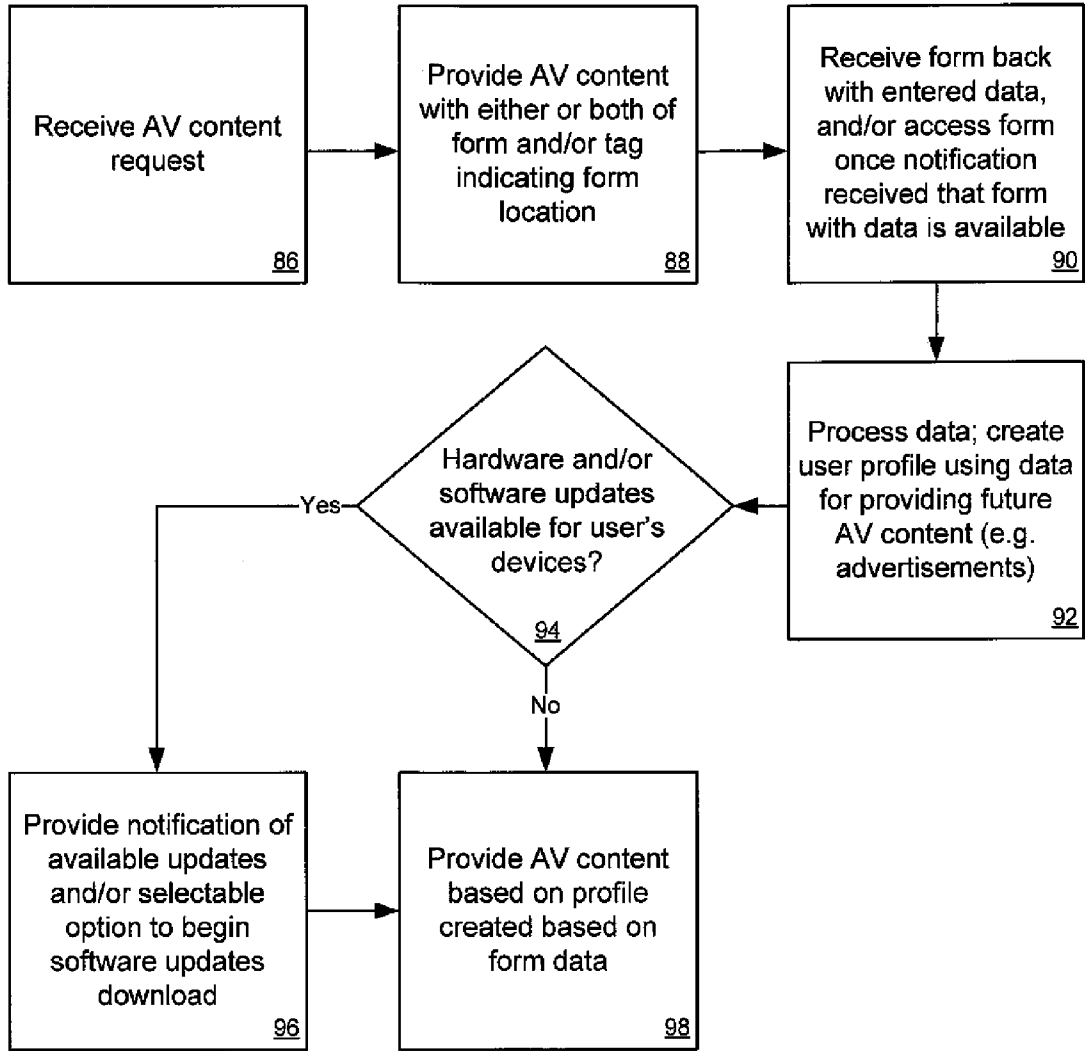 Receive AV content
request
86
Provide AV content
with either or both of
form and/or tag
indicating form
location
88
Receive form back
with entered data,
and/or access form
once notification
received that form
with data is available
90
Process data; create
user profile using data
for providing future
AV content (e.g.
advertisements)
92
Hardware and/or
software updates
available for user's
devices?
94
Yes
No
Provide notification of
available updates
and/or selectable
option to begin
software updates
download
96
Provide AV content
based on profile
created based on
form data
98